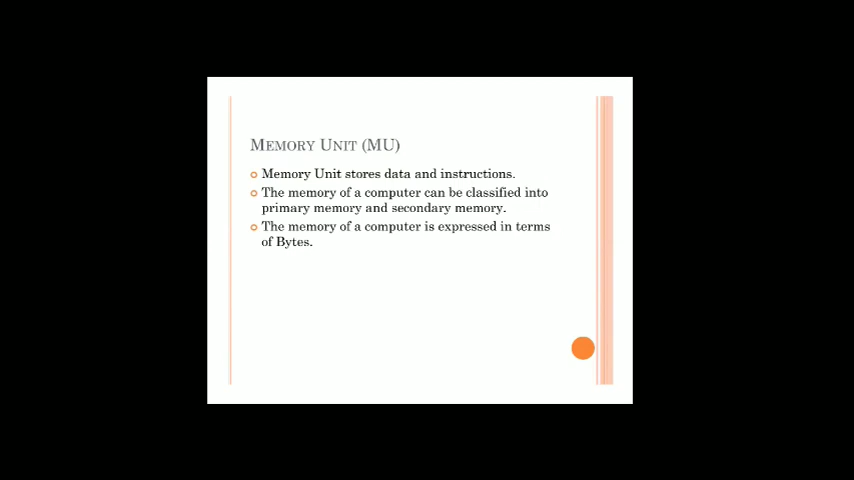 MEMORY UNIT (MU)
Memory Unit stores data and instructions.
The memory of a computer can be classified into
primary memory and secondary memory.
The memory of a computer is expressed in terms
of Bytes.